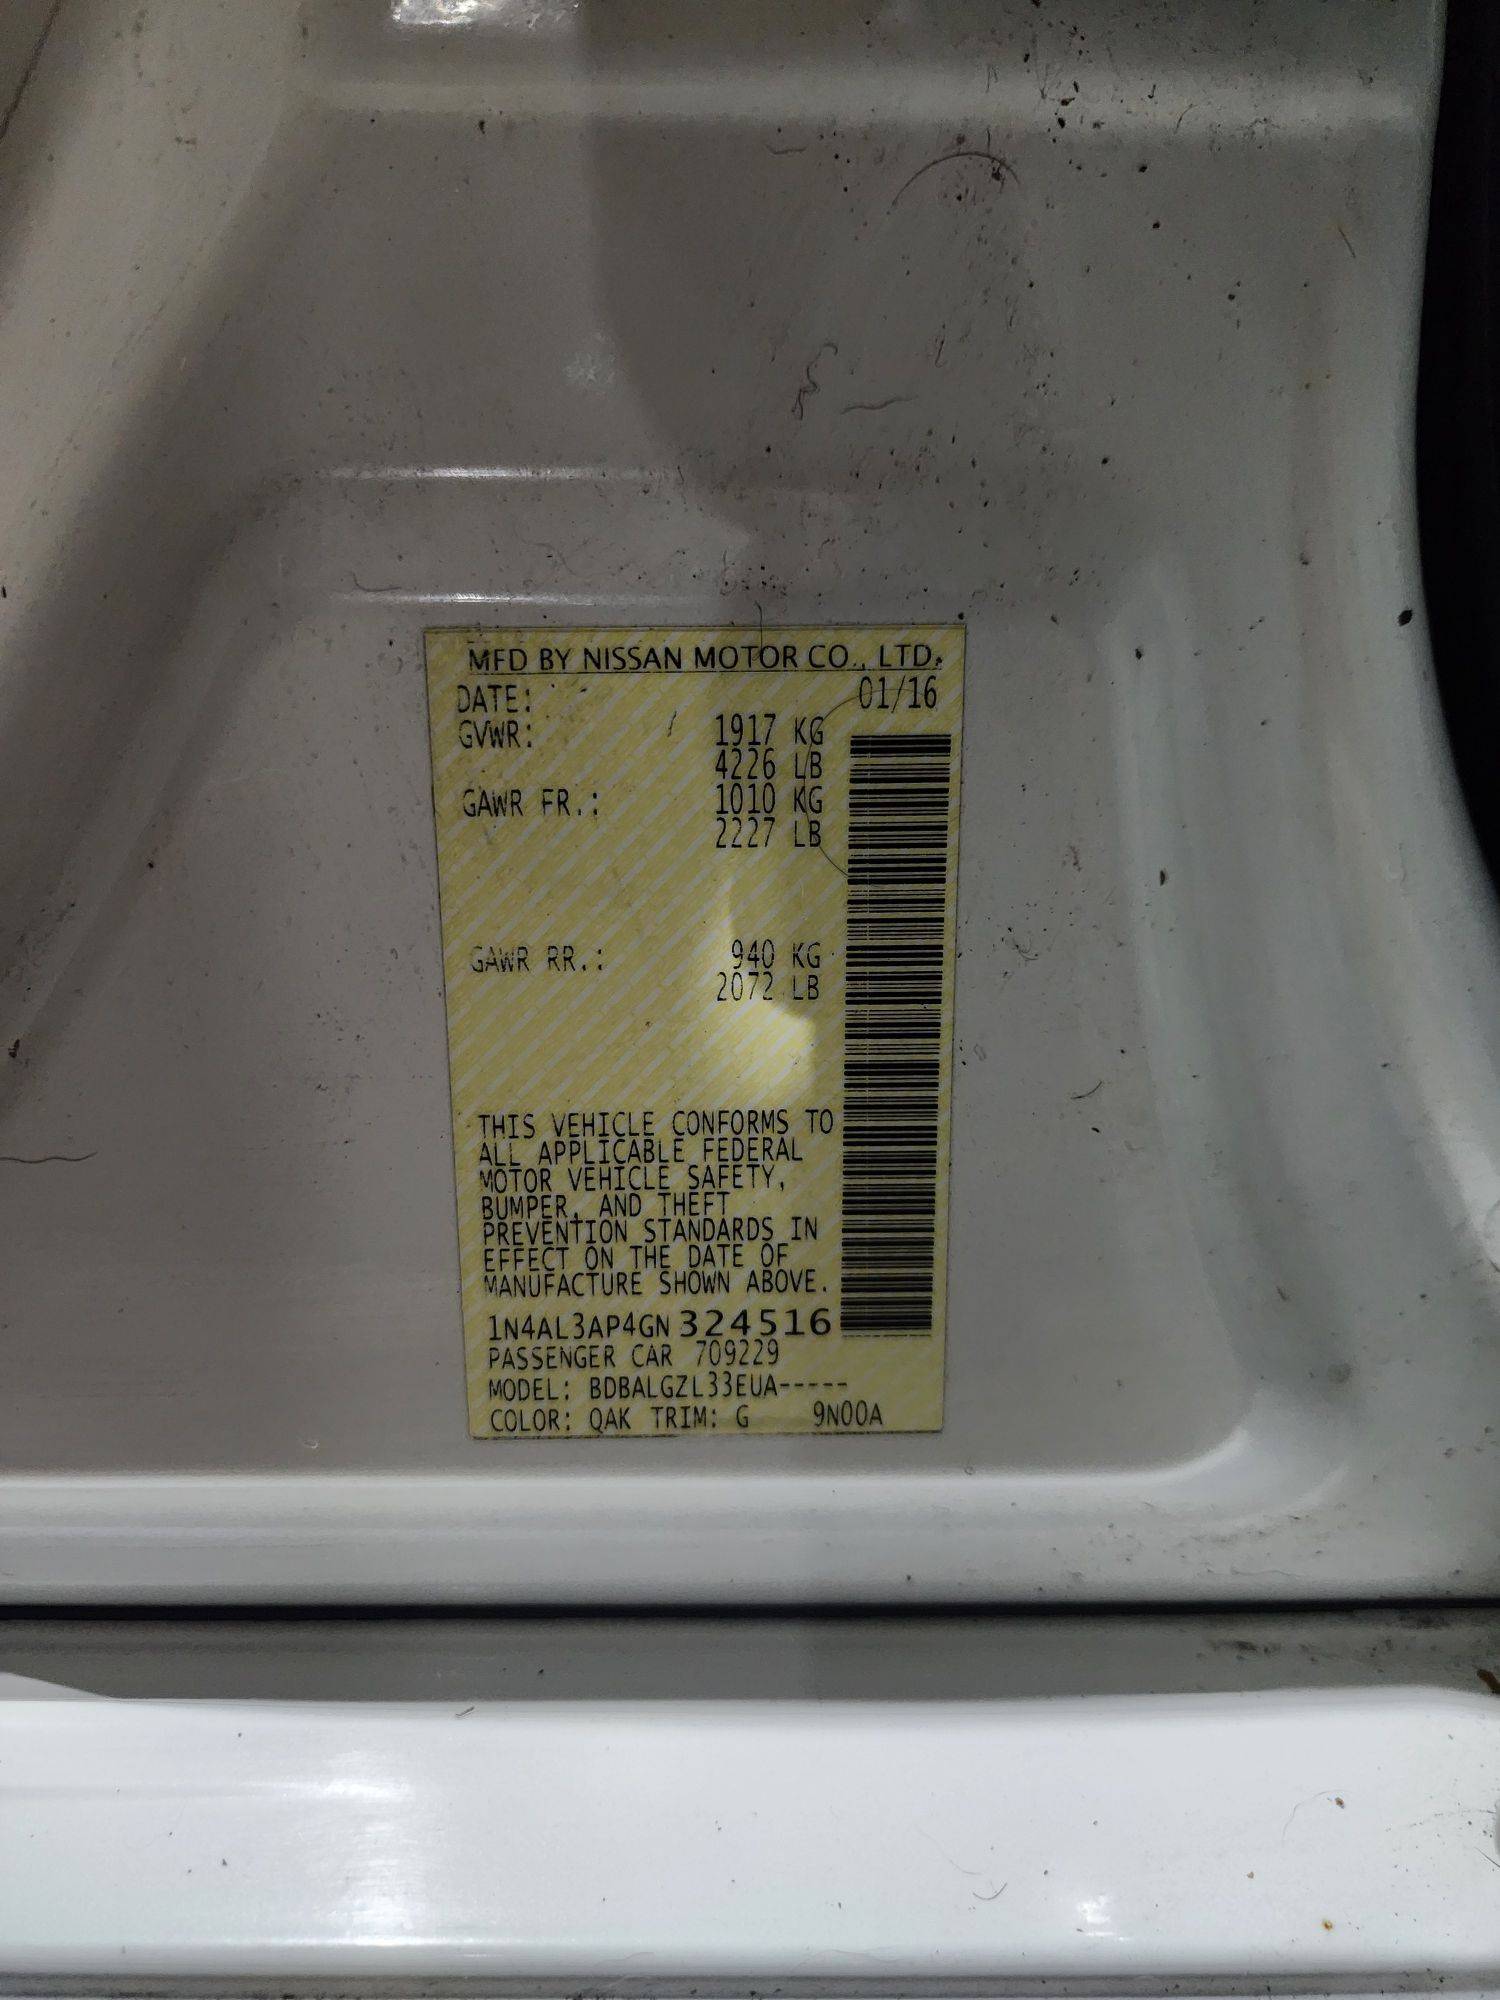 MFD BY NISSAN MOTOR CO., LTD.
DATE: 01/16
GVWR: 1917 KG
4226 LB
GAWR FR.: 1010 KG
2227 LB
GAWR RR.: 940 KG
2072 LB
THIS VEHICLE CONFORMS TO
ALL APPLICABLE FEDERAL
MOTOR VEHICLE SAFETY,
BUMPER, AND THEFT
PREVENTION STANDARDS IN
EFFECT ON THE DATE OF
MANUFACTURE SHOWN ABOVE.
1N4AL3AP4GN324516
PASSENGER CAR 709229
MODEL: BDBALGZL33EUA-----
COLOR: QAK TRIM: G 9N00A